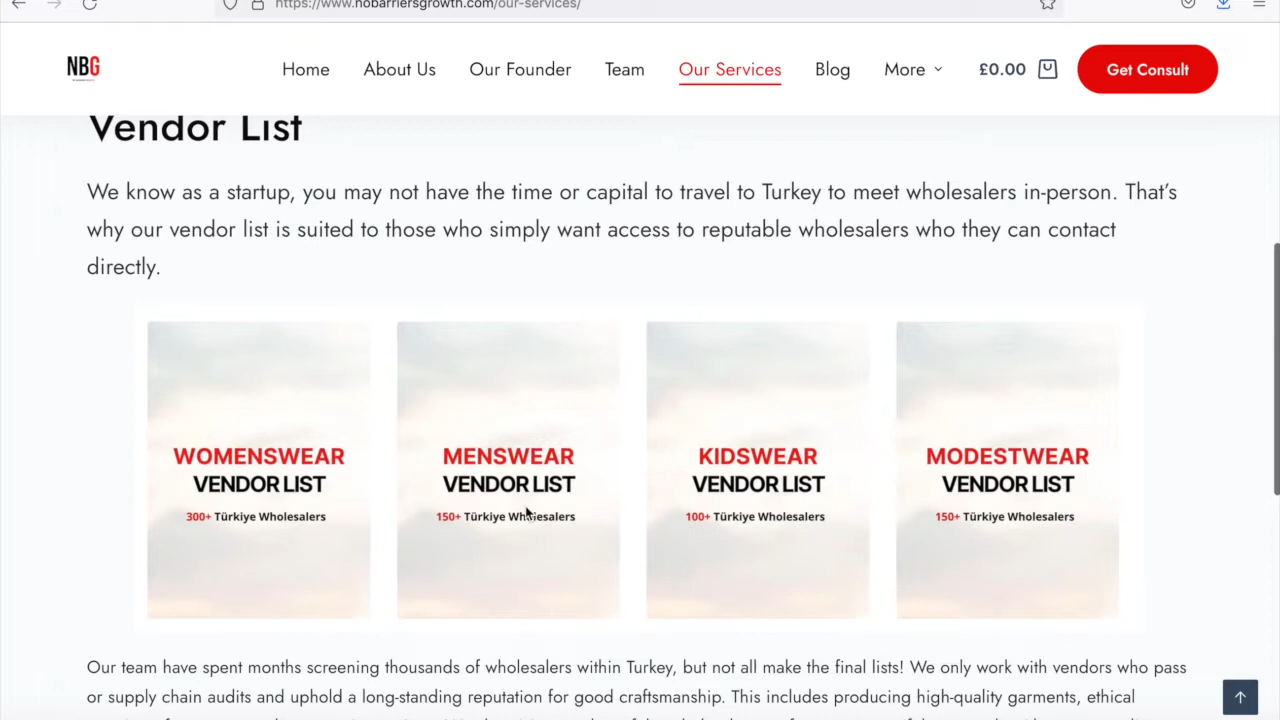 https://www.nobarriersgrowth.com/our-services/
NBG
Home
About Us
Our Founder
Team
Our Services
Blog
More
£0.00
Get Consult
Vendor List
We know as a startup, you may not have the time or capital to travel to Turkey to meet wholesalers in-person. That’s
why our vendor list is suited to those who simply want access to reputable wholesalers who they can contact
directly.
WOMENSWEAR
VENDOR LIST
300+ Türkiye Wholesalers
MENSWEAR
VENDOR LIST
150+ Türkiye Wholesalers
KIDSWEAR
VENDOR LIST
100+ Türkiye Wholesalers
MODESTWEAR
VENDOR LIST
150+ Türkiye Wholesalers
Our team have spent months screening thousands of wholesalers within Turkey, but not all make the final lists! We only work with vendors who pass
or supply chain audits and uphold a long-standing reputation for good craftsmanship. This includes producing high-quality garments, ethical